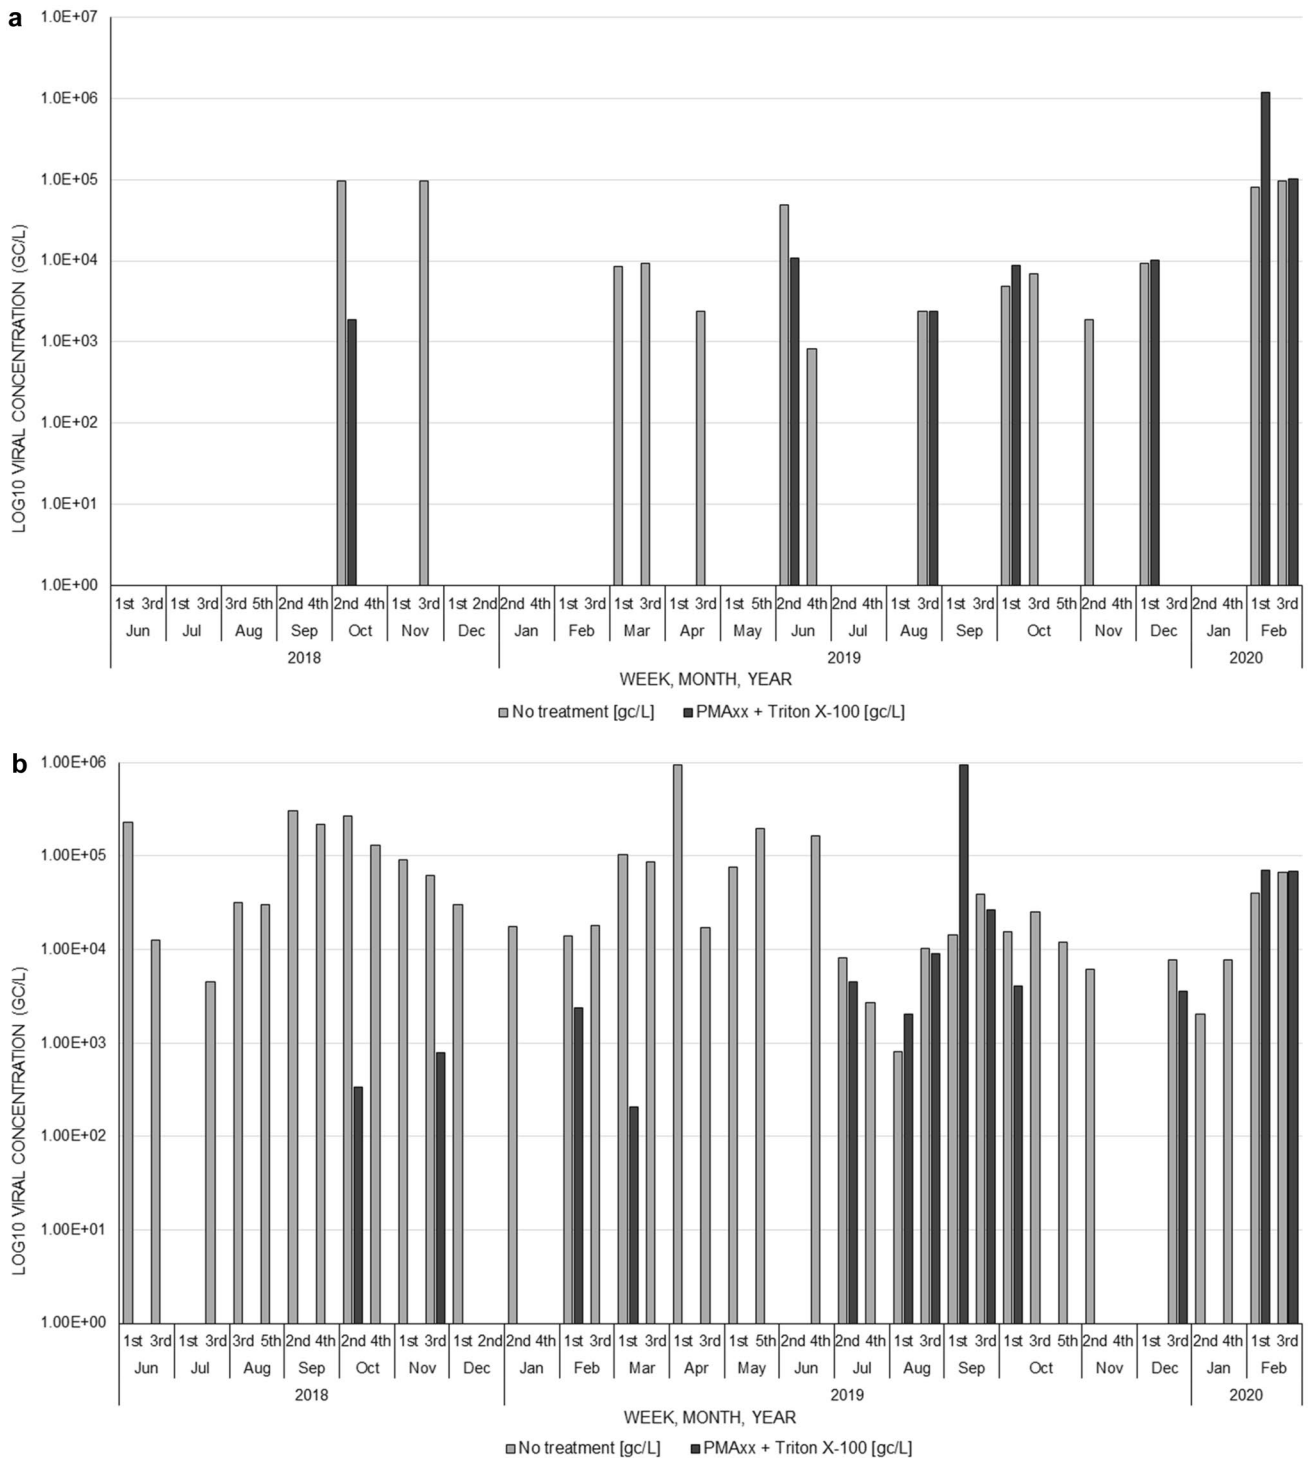 a
LOG10 VIRAL CONCENTRATION (GC/L)
1.0E+07
1.0E+06
1.0E+05
1.0E+04
1.0E+03
1.0E+02
1.0E+01
1.0E+00
1st 3rd 1st 3rd 3rd 5th 2nd 4th 2nd 4th 1st 3rd 1st 2nd 2nd 4th 1st 3rd 1st 3rd 1st 3rd 1st 5th 2nd 4th 2nd 4th 1st 3rd 1st 3rd 1st 3rd 5th 2nd 4th 1st 3rd 2nd 4th 1st 3rd
Jun Jul Aug Sep Oct Nov Dec Jan Feb Mar Apr May Jun Jul Aug Sep Oct Nov Dec Jan Feb
2018 2019 2020
WEEK, MONTH, YEAR
No treatment [gc/L] PMAxx + Triton X-100 [gc/L]
b
LOG10 VIRAL CONCENTRATION (GC/L)
1.00E+06
1.00E+05
1.00E+04
1.00E+03
1.00E+02
1.00E+01
1.00E+00
1st 3rd 1st 3rd 3rd 5th 2nd 4th 2nd 4th 1st 3rd 1st 2nd 2nd 4th 1st 3rd 1st 3rd 1st 3rd 1st 5th 2nd 4th 2nd 4th 1st 3rd 1st 3rd 1st 3rd 5th 2nd 4th 1st 3rd 2nd 4th 1st 3rd
Jun Jul Aug Sep Oct Nov Dec Jan Feb Mar Apr May Jun Jul Aug Sep Oct Nov Dec Jan Feb
2018 2019 2020
WEEK, MONTH, YEAR
No treatment [gc/L] PMAxx + Triton X-100 [gc/L]